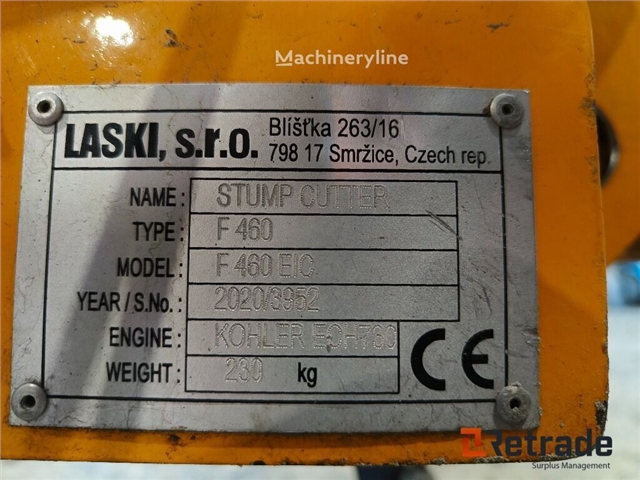 Machineryline
LASKI, s.r.o.
Blíšťka 263/16
798 17 Smržice, Czech rep.
NAME: STUMP CUTTER
TYPE: F 460
MODEL: F 460 E/C
YEAR / S.No.: 2020/3952
ENGINE: KOHLER ECH730
WEIGHT: 230 kg
CE
Retrade
Surplus Management